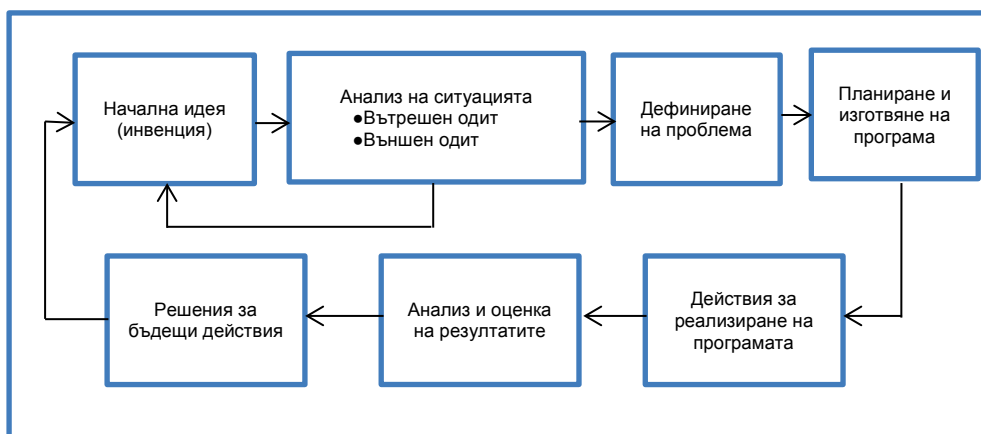 Начална идея
(инвенция)
Анализ на ситуацията
●Вътрешен одит
●Външен одит
Дефиниране
на проблема
Планиране и
изготвяне на
програма
Действия за
реализиране на
програмата
Анализ и оценка
на резултатите
Решения за
бъдещи действия